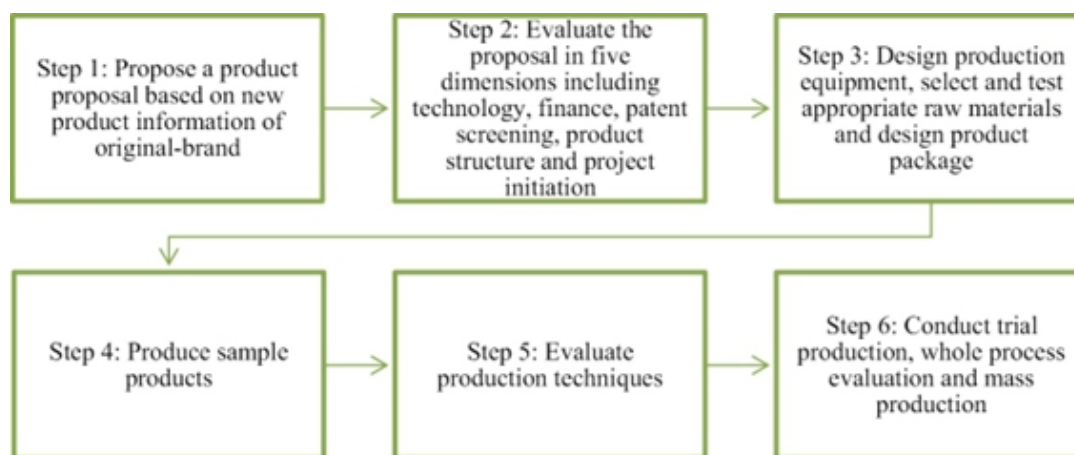 Step 1: Propose a product
proposal based on new
product information of
original-brand
Step 2: Evaluate the
proposal in five
dimensions including
technology, finance, patent
screening, product
structure and project
initiation
Step 3: Design production
equipment, select and test
appropriate raw materials
and design product
package
Step 4: Produce sample
products
Step 5: Evaluate
production techniques
Step 6: Conduct trial
production, whole process
evaluation and mass
production